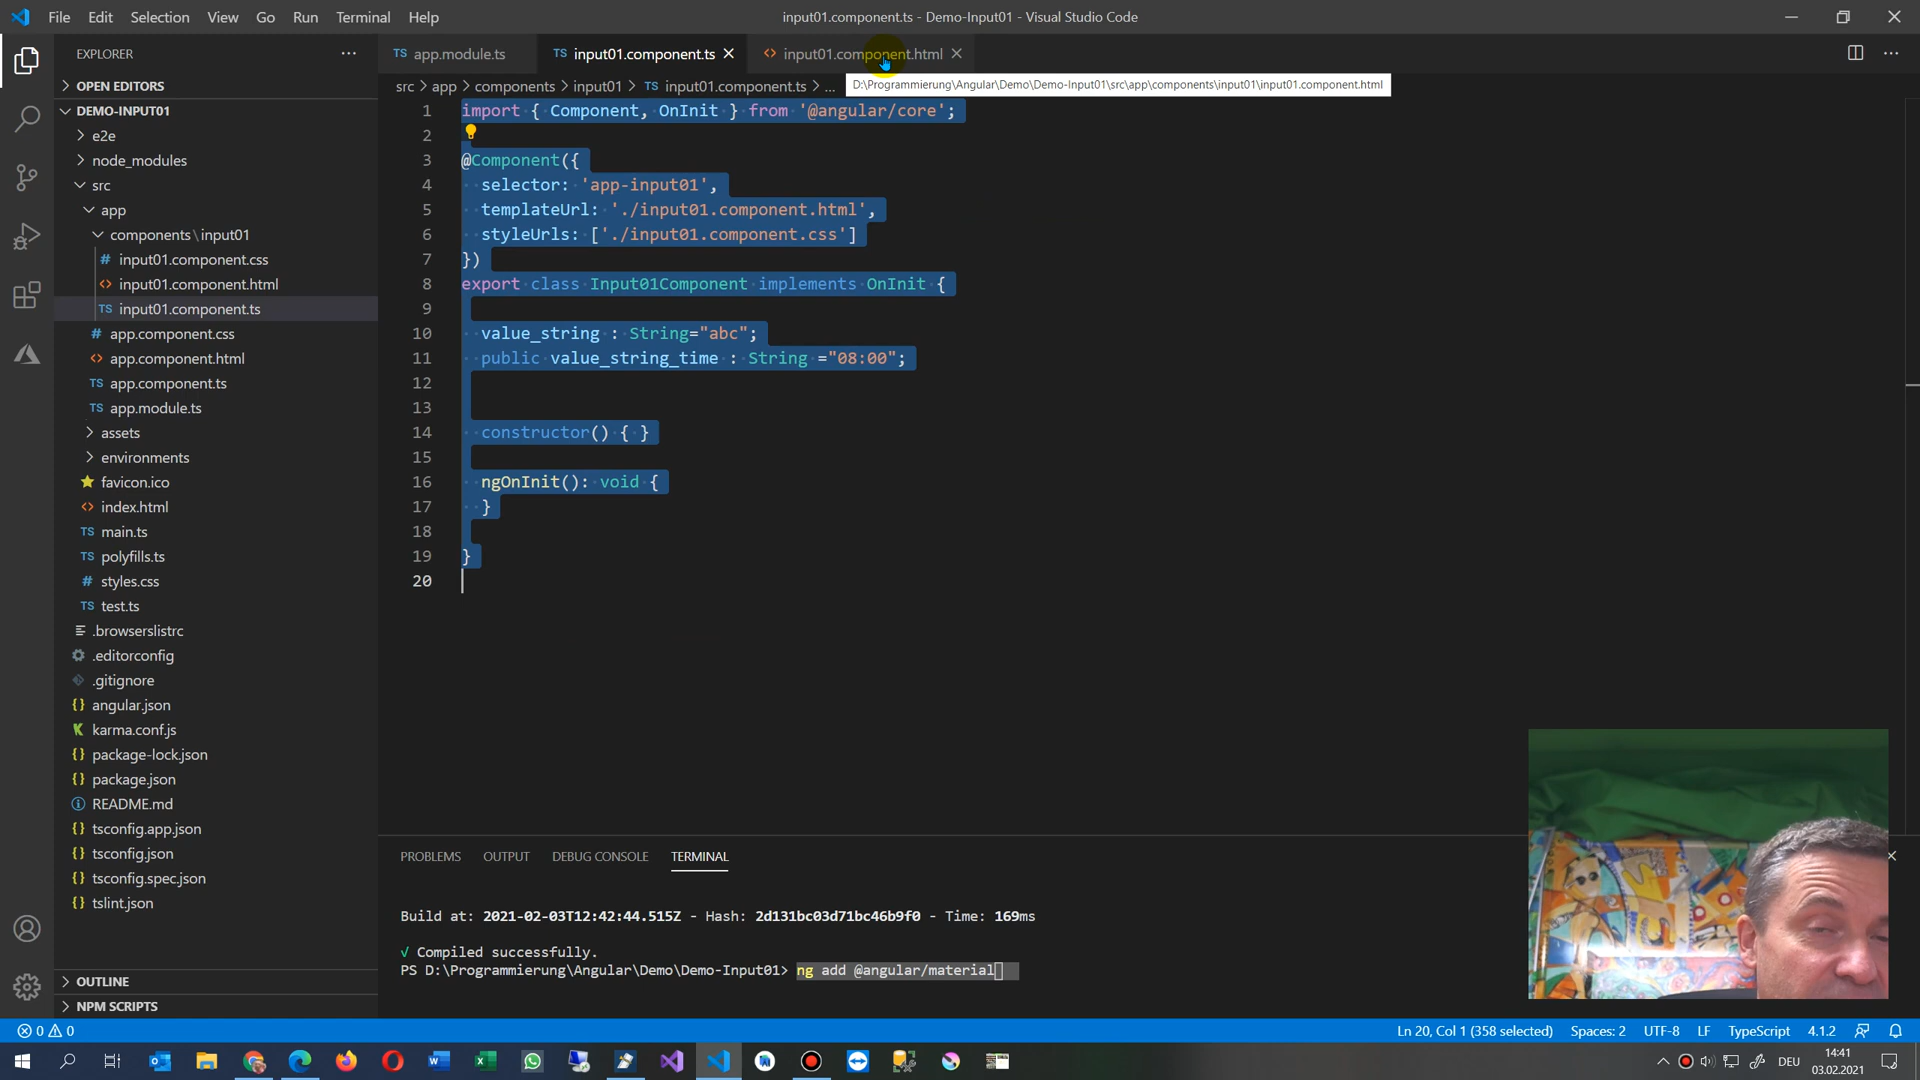 File Edit Selection View Go Run Terminal Help
input01.component.ts - Demo-Input01 - Visual Studio Code
EXPLORER
app.module.ts
input01.component.ts
input01.component.html
OPEN EDITORS
src > app > components > input01 > TS input01.component.ts > ...
D:\Programmierung\Angular\Demo\Demo-Input01\src\app\components\input01\input01.component.html
DEMO-INPUT01
e2e
node_modules
src
app
components\input01
input01.component.css
input01.component.html
input01.component.ts
app.component.css
app.component.html
app.component.ts
app.module.ts
assets
environments
favicon.ico
index.html
main.ts
polyfills.ts
styles.css
test.ts
.browserslistrc
.editorconfig
.gitignore
angular.json
karma.conf.js
package-lock.json
package.json
README.md
tsconfig.app.json
tsconfig.json
tsconfig.spec.json
tslint.json
OUTLINE
NPM SCRIPTS
1 import { Component, OnInit } from '@angular/core';
2
3 @Component({
4 selector: 'app-input01',
5 templateUrl: './input01.component.html',
6 styleUrls: ['./input01.component.css']
7 })
8 export class Input01Component implements OnInit {
9
10 value_string : String="abc";
11 public value_string_time : String ="08:00";
12
13
14 constructor() { }
15
16 ngOnInit(): void {
17 }
18
19 }
20
PROBLEMS OUTPUT DEBUG CONSOLE TERMINAL
Build at: 2021-02-03T12:42:44.515Z - Hash: 2d131bc03d71bc46b9f0 - Time: 169ms
√ Compiled successfully.
PS D:\Programmierung\Angular\Demo\Demo-Input01> ng add @angular/material
0 0
Ln 20, Col 1 (358 selected) Spaces: 2 UTF-8 LF TypeScript 4.1.2
DEU
14:41
03.02.2021